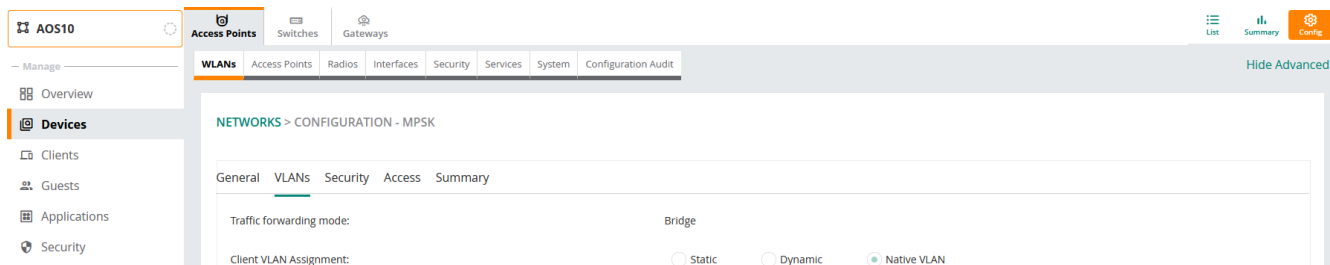 AOS10
Access Points
Switches
Gateways
List
Summary
Config
Manage
WLANs
Access Points
Radios
Interfaces
Security
Services
System
Configuration Audit
Hide Advanced
Overview
Devices
Clients
Guests
Applications
Security
NETWORKS > CONFIGURATION - MPSK
General
VLANs
Security
Access
Summary
Traffic forwarding mode:
Bridge
Client VLAN Assignment:
Static
Dynamic
Native VLAN